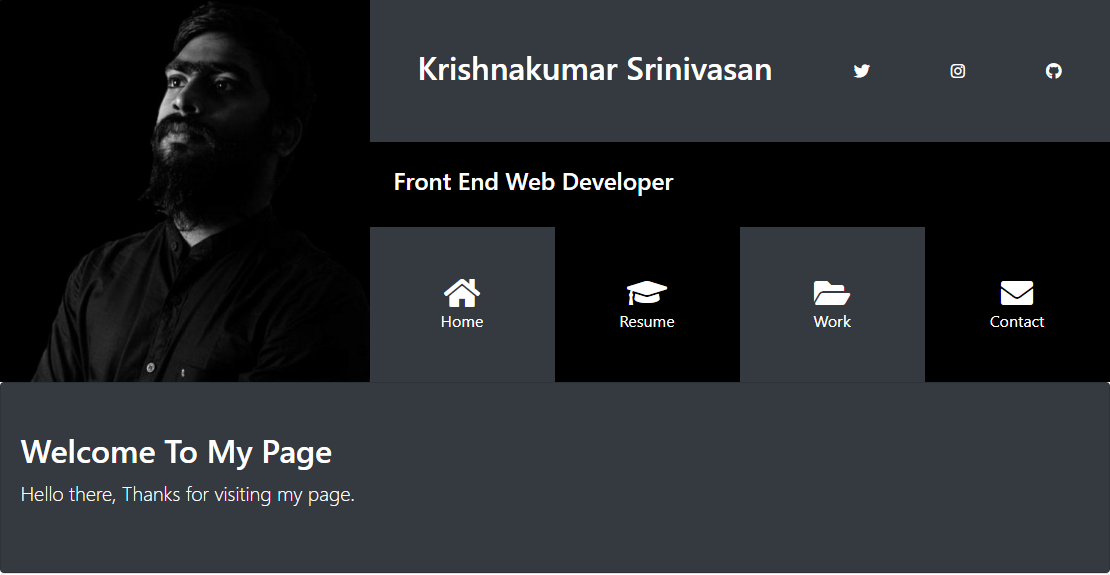 Krishnakumar Srinivasan
Front End Web Developer
Home
Resume
Work
Contact
Welcome To My Page
Hello there, Thanks for visiting my page.